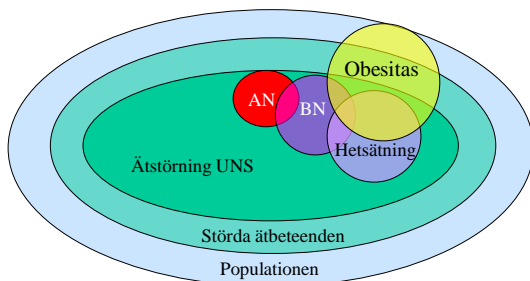 Obesitas
AN
BN
Hetsätning
Ätstörning UNS
Störda ätbeteenden
Populationen